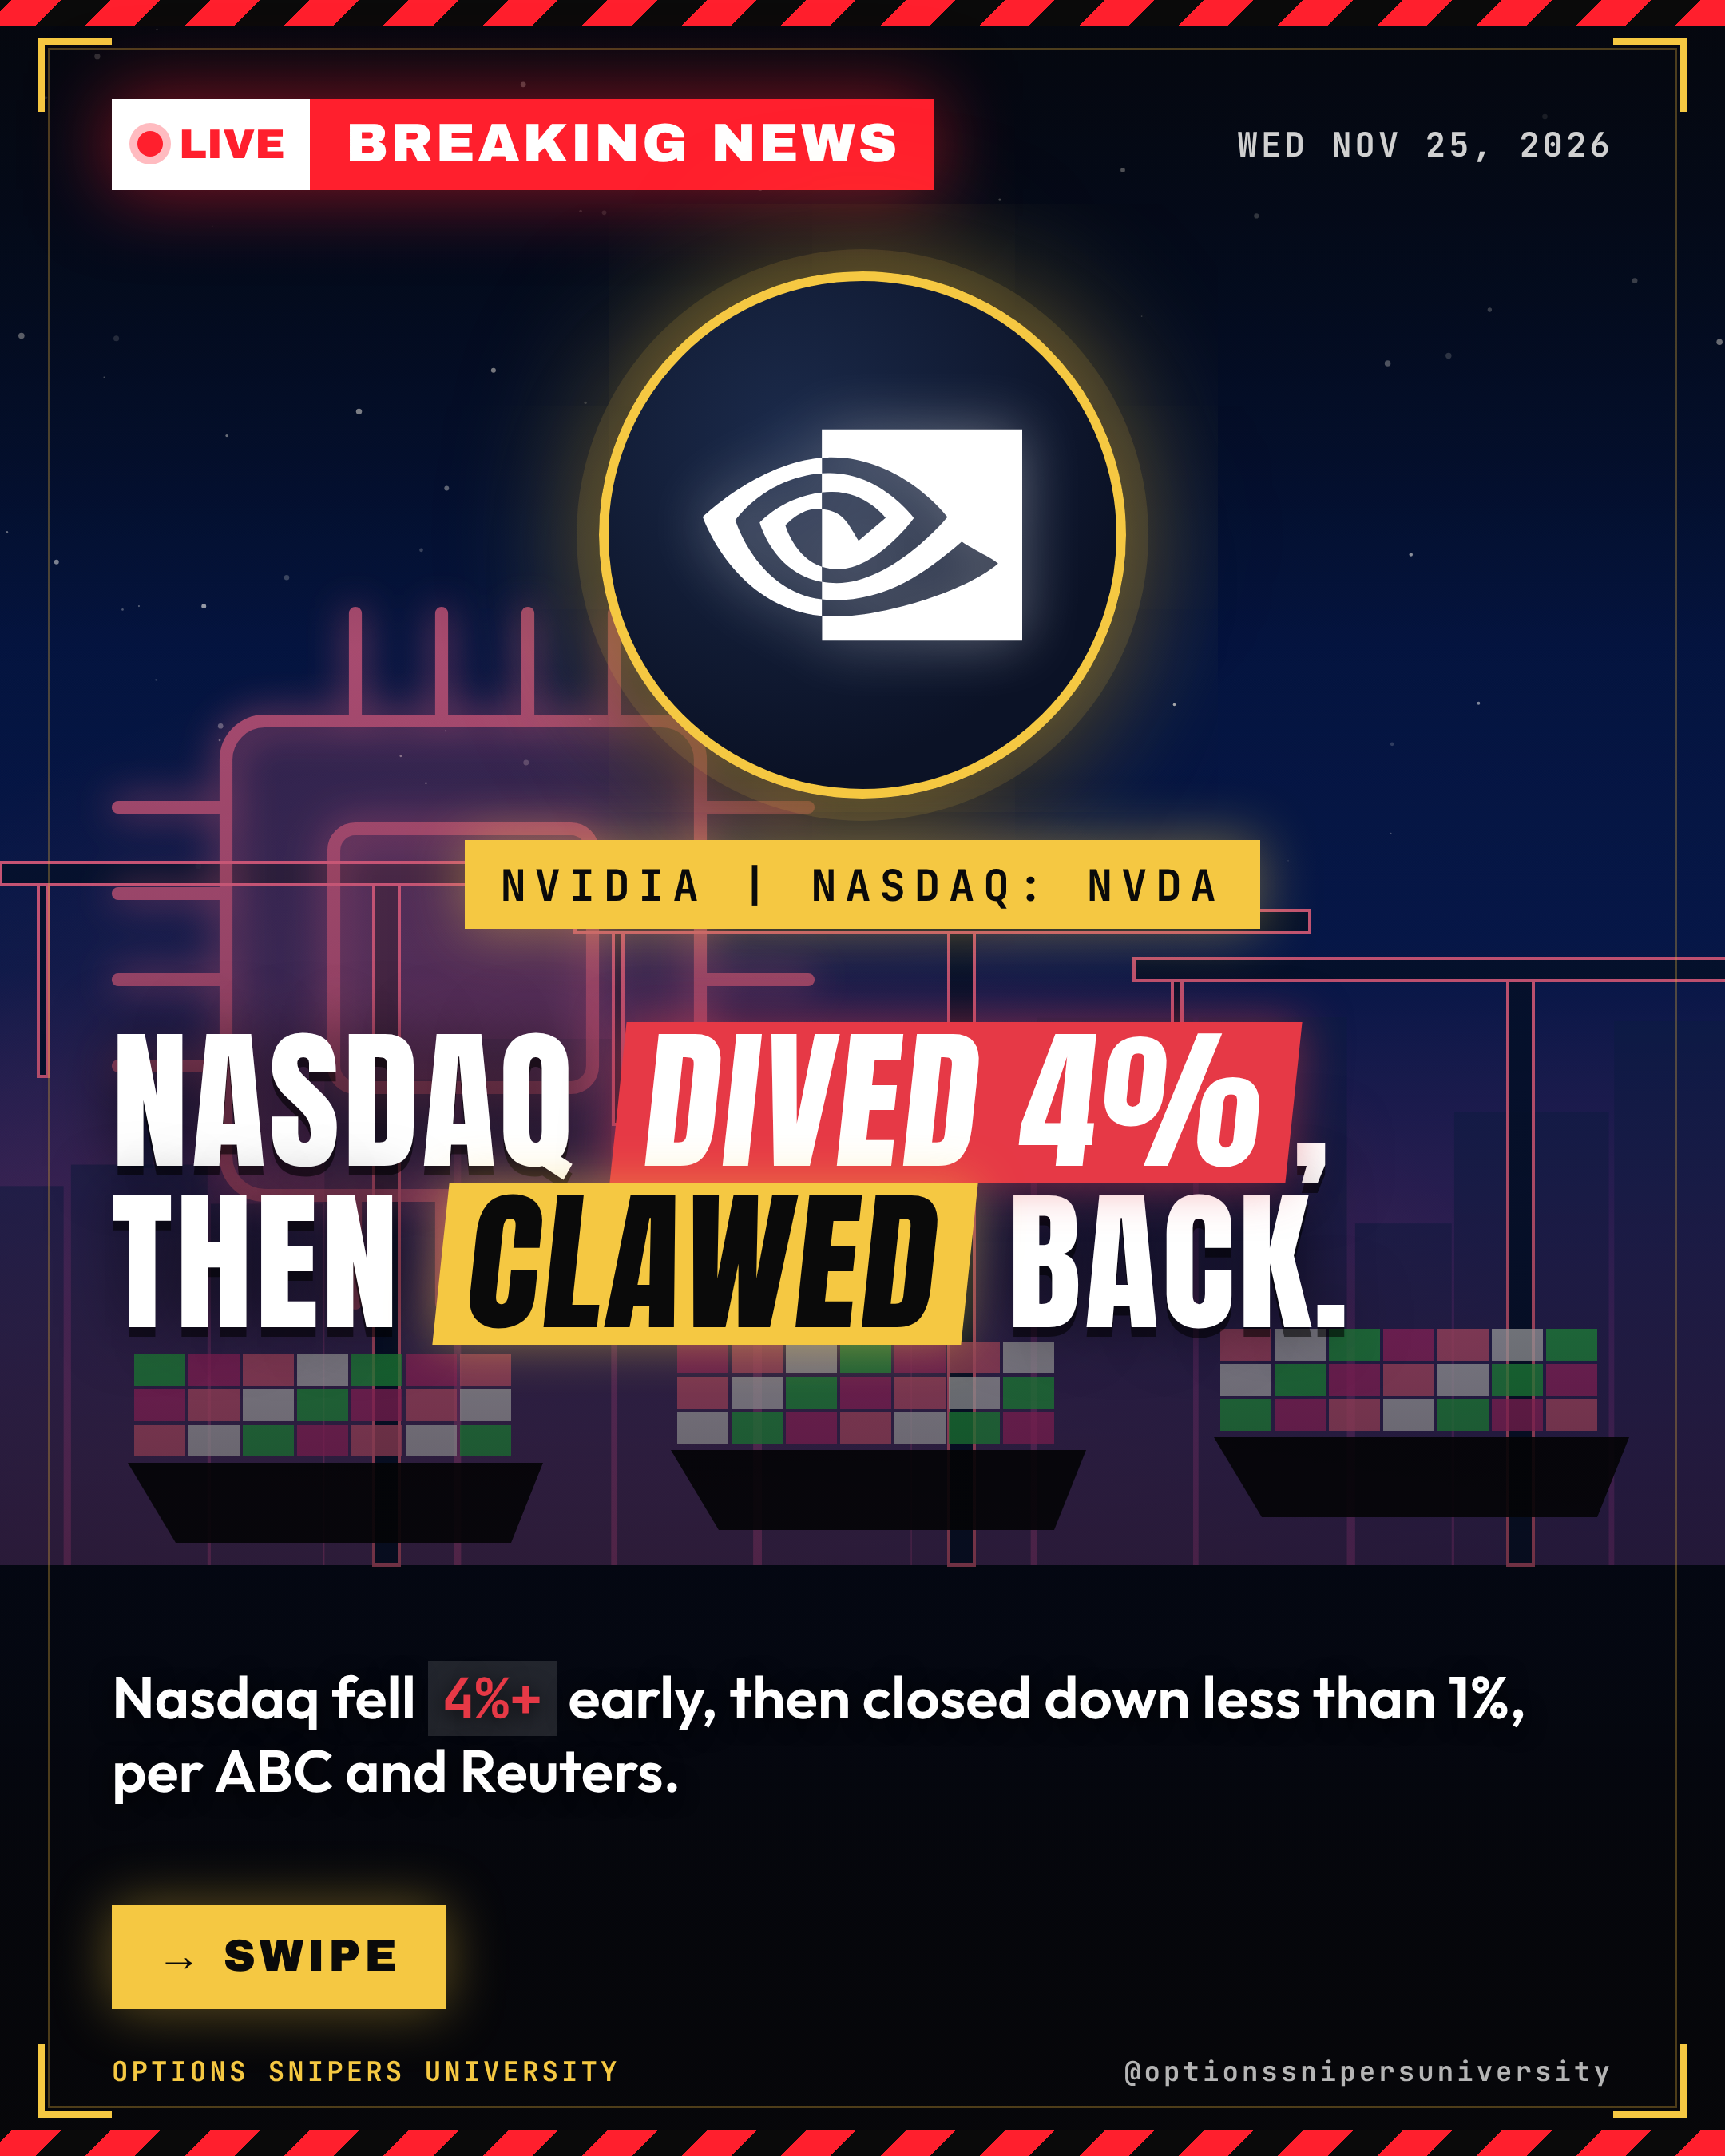 LIVE BREAKING NEWS
WED NOV 25, 2026
NVIDIA | NASDAQ: NVDA
NASDAQ DIVED 4%,
THEN CLAWED BACK.
Nasdaq fell 4%+ early, then closed down less than 1%,
per ABC and Reuters.
→ SWIPE
OPTIONS SNIPERS UNIVERSITY
@optionssnipersuniversity